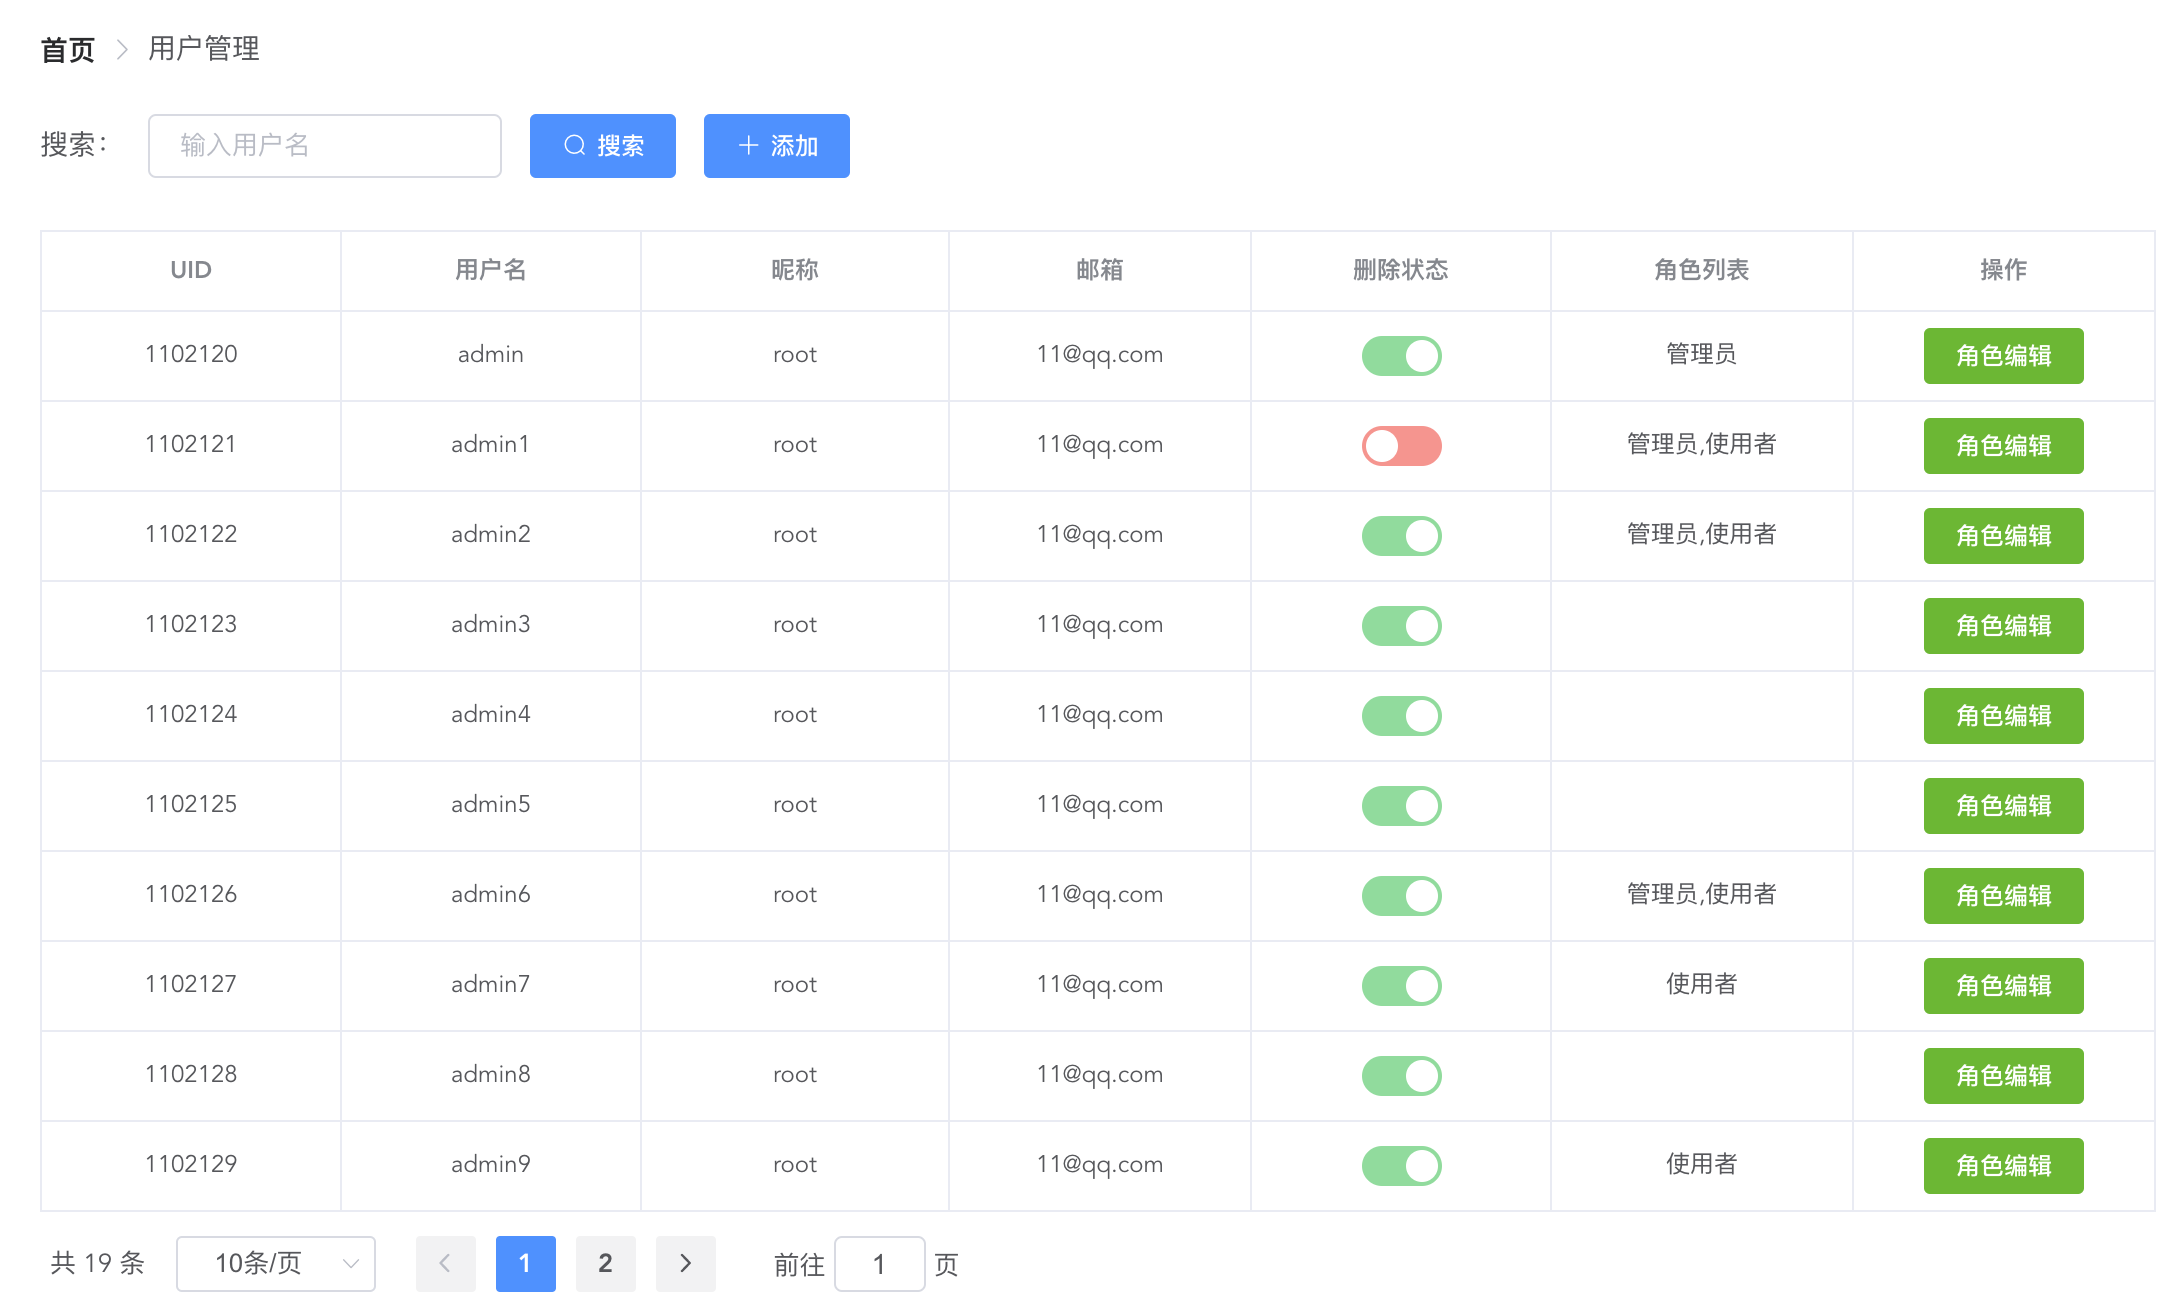 首页 > 用户管理
搜索: 输入用户名 搜索 添加
UID 用户名 昵称 邮箱 删除状态 角色列表 操作
1102120 admin root 11@qq.com 管理员 角色编辑
1102121 admin1 root 11@qq.com 管理员,使用者 角色编辑
1102122 admin2 root 11@qq.com 管理员,使用者 角色编辑
1102123 admin3 root 11@qq.com 角色编辑
1102124 admin4 root 11@qq.com 角色编辑
1102125 admin5 root 11@qq.com 角色编辑
1102126 admin6 root 11@qq.com 管理员,使用者 角色编辑
1102127 admin7 root 11@qq.com 使用者 角色编辑
1102128 admin8 root 11@qq.com 角色编辑
1102129 admin9 root 11@qq.com 使用者 角色编辑
共 19 条 10条/页 < 1 2 > 前往 1 页